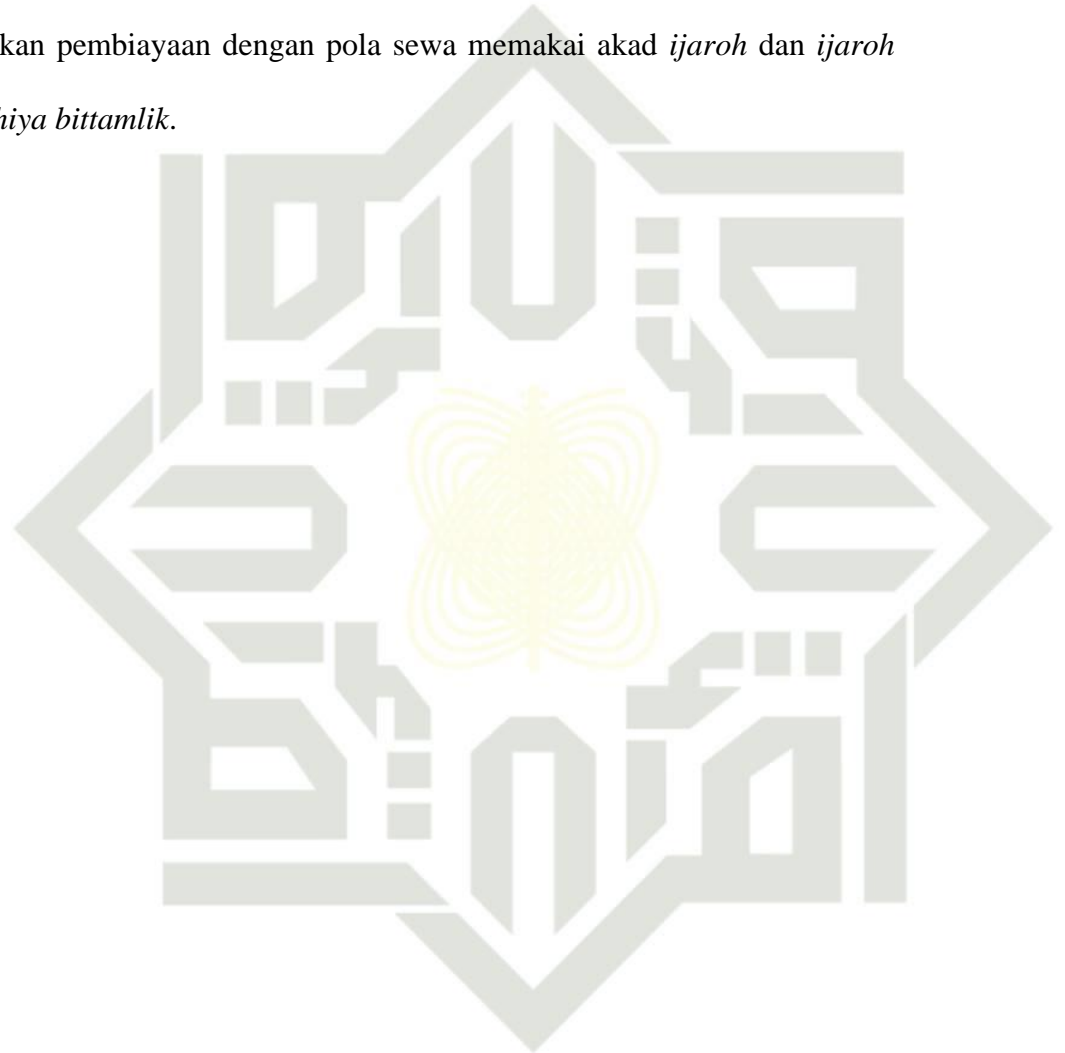 kan pembiayaan dengan pola sewa memakai akad ijaroh dan ijaroh
hiya bittamlik.